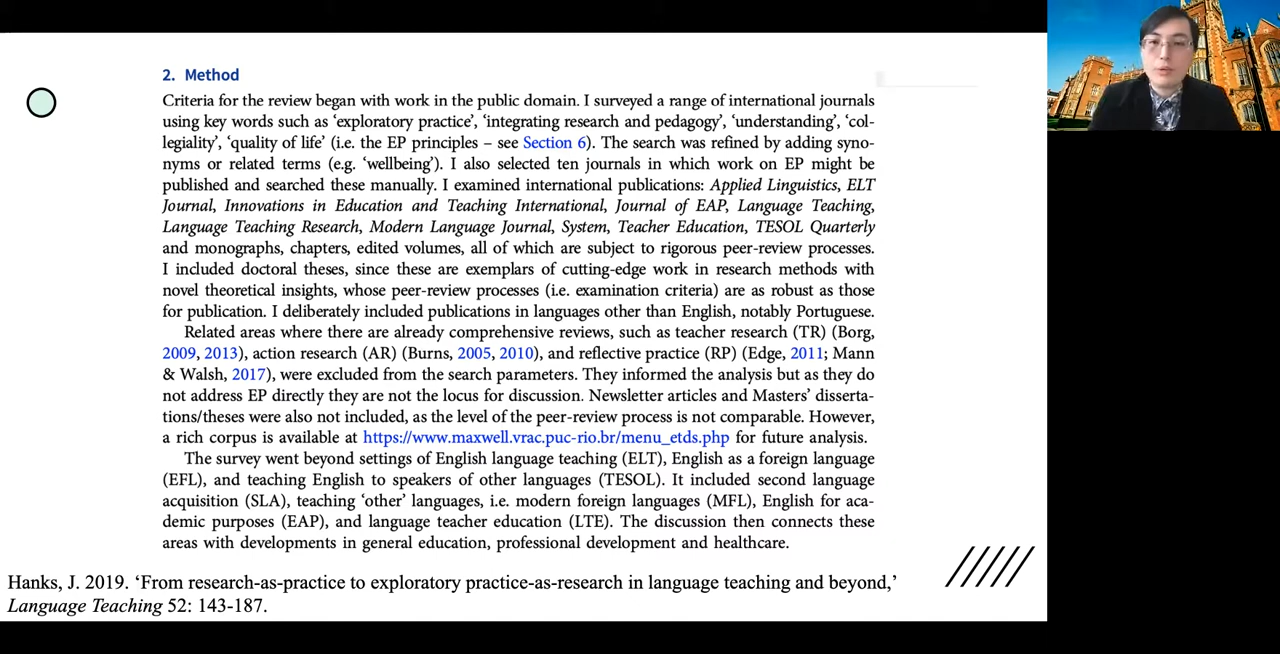 2. Method
Criteria for the review began with work in the public domain. I surveyed a range of international journals
using key words such as ‘exploratory practice’, ‘integrating research and pedagogy’, ‘understanding’, ‘col-
legiality’, ‘quality of life’ (i.e. the EP principles – see Section 6). The search was refined by adding syno-
nyms or related terms (e.g. ‘wellbeing’). I also selected ten journals in which work on EP might be
published and searched these manually. I examined international publications: Applied Linguistics, ELT
Journal, Innovations in Education and Teaching International, Journal of EAP, Language Teaching,
Language Teaching Research, Modern Language Journal, System, Teacher Education, TESOL Quarterly
and monographs, chapters, edited volumes, all of which are subject to rigorous peer-review processes.
I included doctoral theses, since these are exemplars of cutting-edge work in research methods with
novel theoretical insights, whose peer-review processes (i.e. examination criteria) are as robust as those
for publication. I deliberately included publications in languages other than English, notably Portuguese.
Related areas where there are already comprehensive reviews, such as teacher research (TR) (Borg,
2009, 2013), action research (AR) (Burns, 2005, 2010), and reflective practice (RP) (Edge, 2011; Mann
& Walsh, 2017), were excluded from the search parameters. They informed the analysis but as they do
not address EP directly they are not the locus for discussion. Newsletter articles and Masters’ disserta-
tions/theses were also not included, as the level of the peer-review process is not comparable. However,
a rich corpus is available at https://www.maxwell.vrac.puc-rio.br/menu_etds.php for future analysis.
The survey went beyond settings of English language teaching (ELT), English as a foreign language
(EFL), and teaching English to speakers of other languages (TESOL). It included second language
acquisition (SLA), teaching ‘other’ languages, i.e. modern foreign languages (MFL), English for aca-
demic purposes (EAP), and language teacher education (LTE). The discussion then connects these
areas with developments in general education, professional development and healthcare.
Hanks, J. 2019. ‘From research-as-practice to exploratory practice-as-research in language teaching and beyond,’
Language Teaching 52: 143-187.